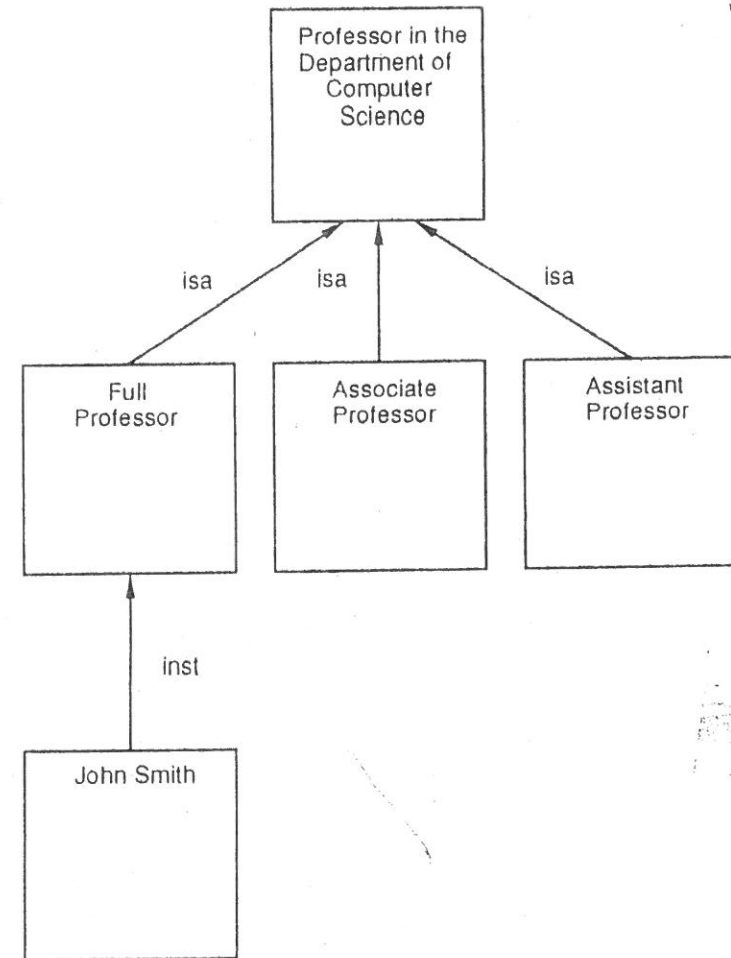 Professor in the
Department of
Computer
Science
isa
isa
isa
Full
Professor
Associate
Professor
Assistant
Professor
inst
John Smith